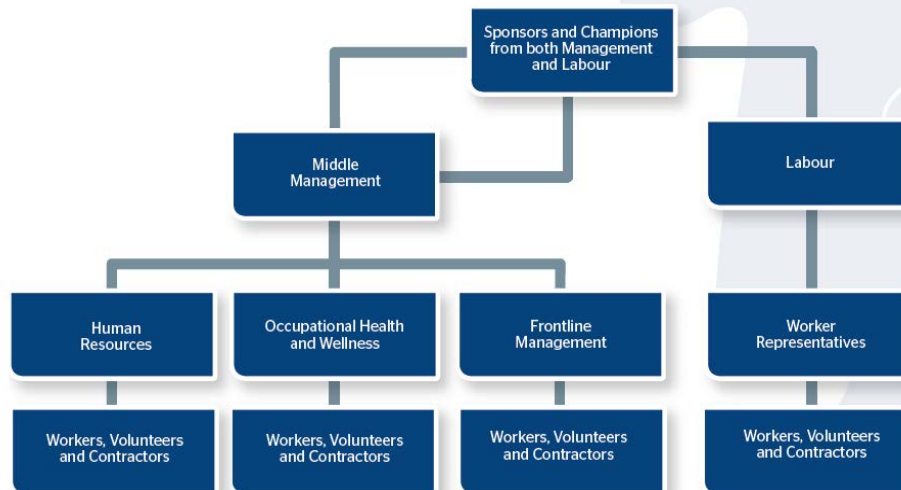 Sponsors and Champions
from both Management
and Labour
Middle
Management
Labour
Human
Resources
Occupational Health
and Wellness
Frontline
Management
Worker
Representatives
Workers, Volunteers
and Contractors
Workers, Volunteers
and Contractors
Workers, Volunteers
and Contractors
Workers, Volunteers
and Contractors